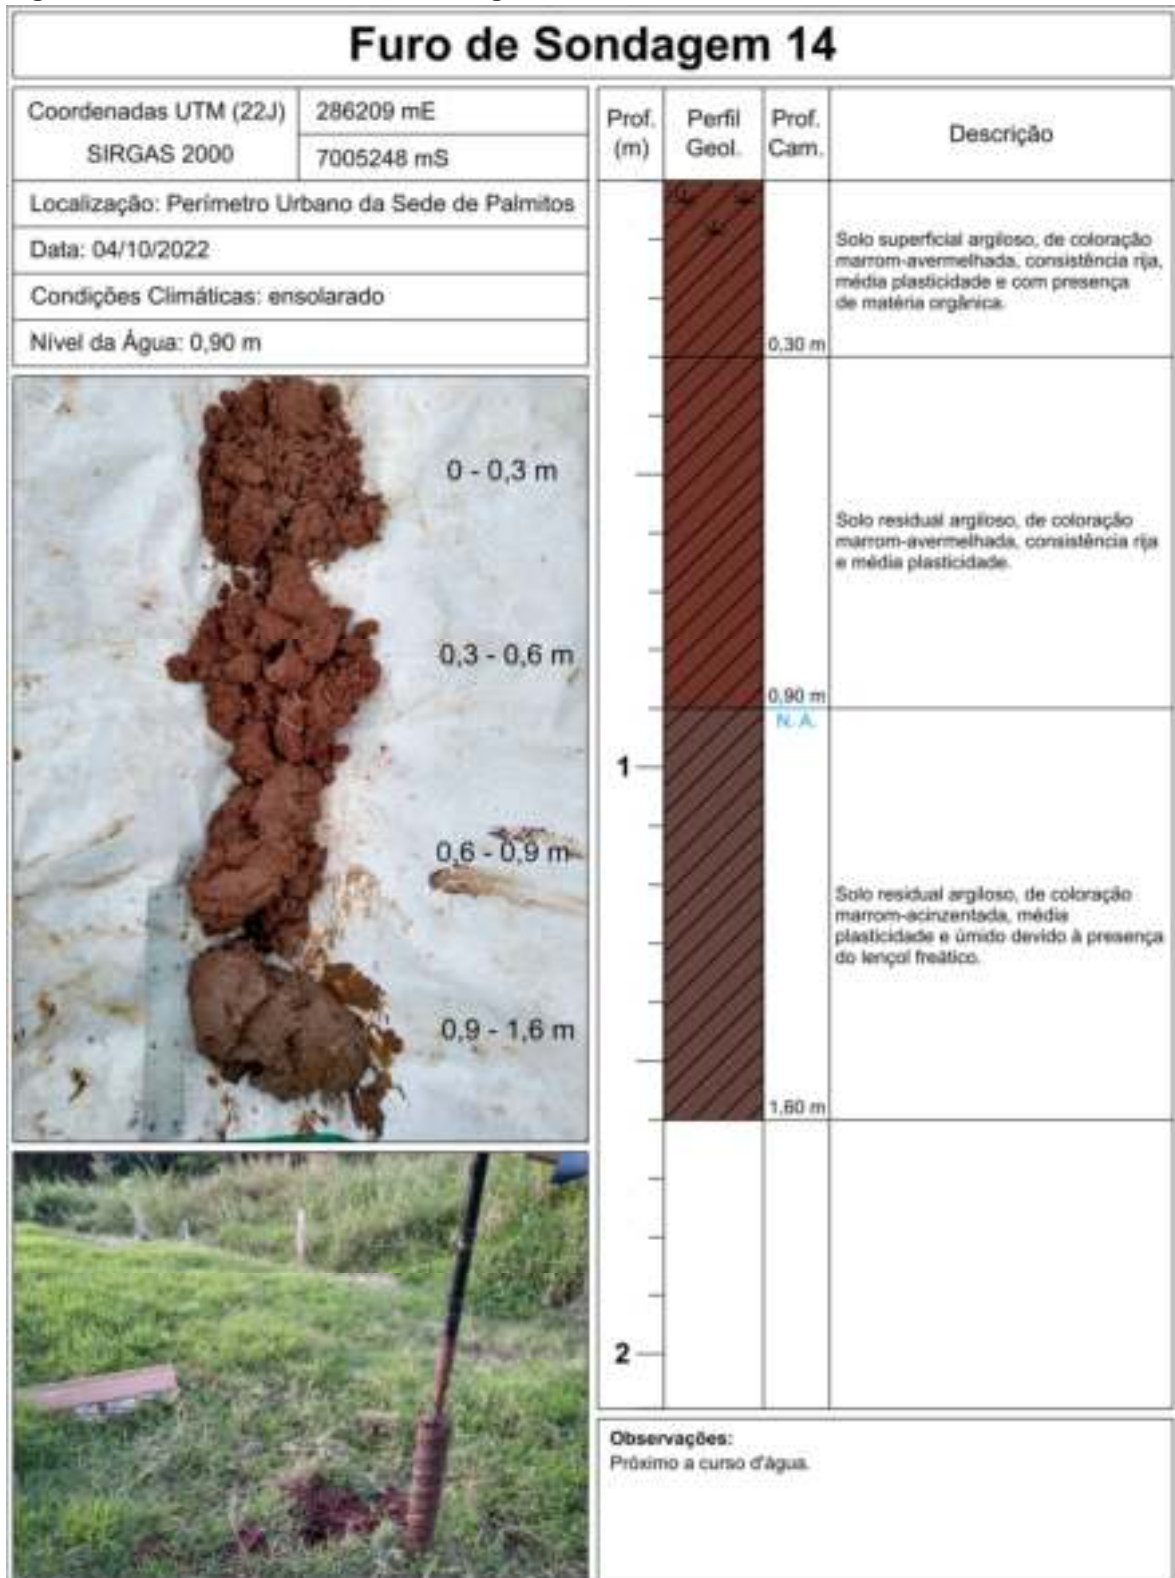 Furo de Sondagem 14
Coordenadas UTM (22J)
SIRGAS 2000
286209 mE
7005248 mS
Localização: Perímetro Urbano da Sede de Palmitos
Data: 04/10/2022
Condições Climáticas: ensolarado
Nível da Água: 0,90 m
0 - 0,3 m
0,3 - 0,6 m
0,6 - 0,9 m
0,9 - 1,6 m
Prof.
(m)
Perfil
Geol.
Prof.
Cam.
Descrição
Solo superficial argiloso, de coloração
marrom-avermelhada, consistência rija,
média plasticidade e com presença
de matéria orgânica.
0,30 m
Solo residual argiloso, de coloração
marrom-avermelhada, consistência rija
e média plasticidade.
0,90 m
N. A.
1
Solo residual argiloso, de coloração
marrom-acinzentada, média
plasticidade e úmido devido à presença
do lençol freático.
1,60 m
2
Observações:
Próximo a curso d'água.